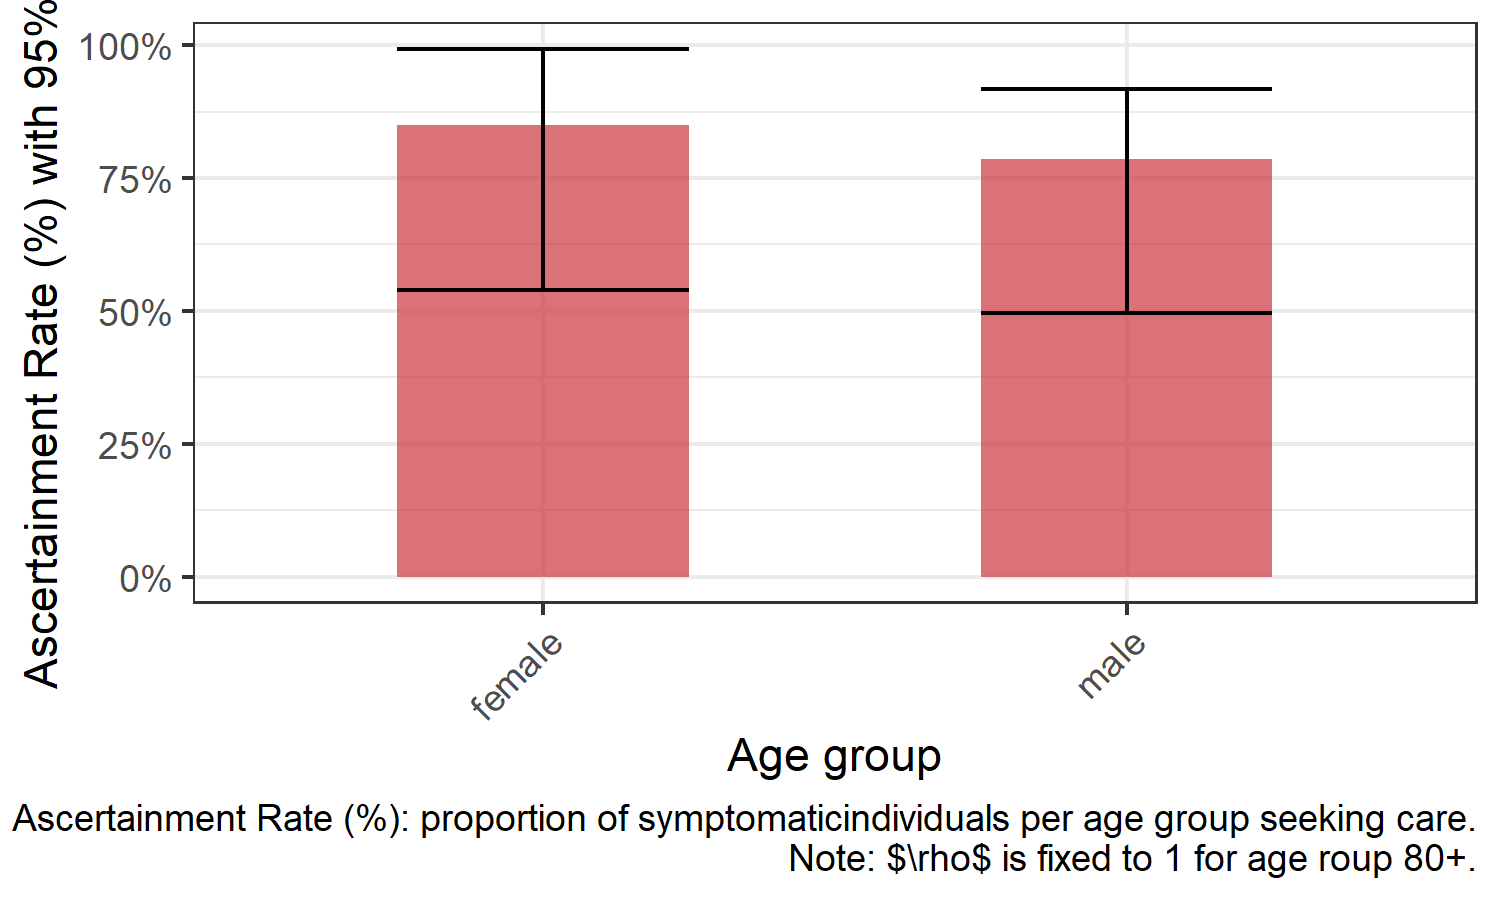 Ascertainment Rate (%) with 95%
100%
75%
50%
25%
0%
female
male
Age group
Ascertainment Rate (%): proportion of symptomaticindividuals per age group seeking care.
Note: $\rho$ is fixed to 1 for age roup 80+.